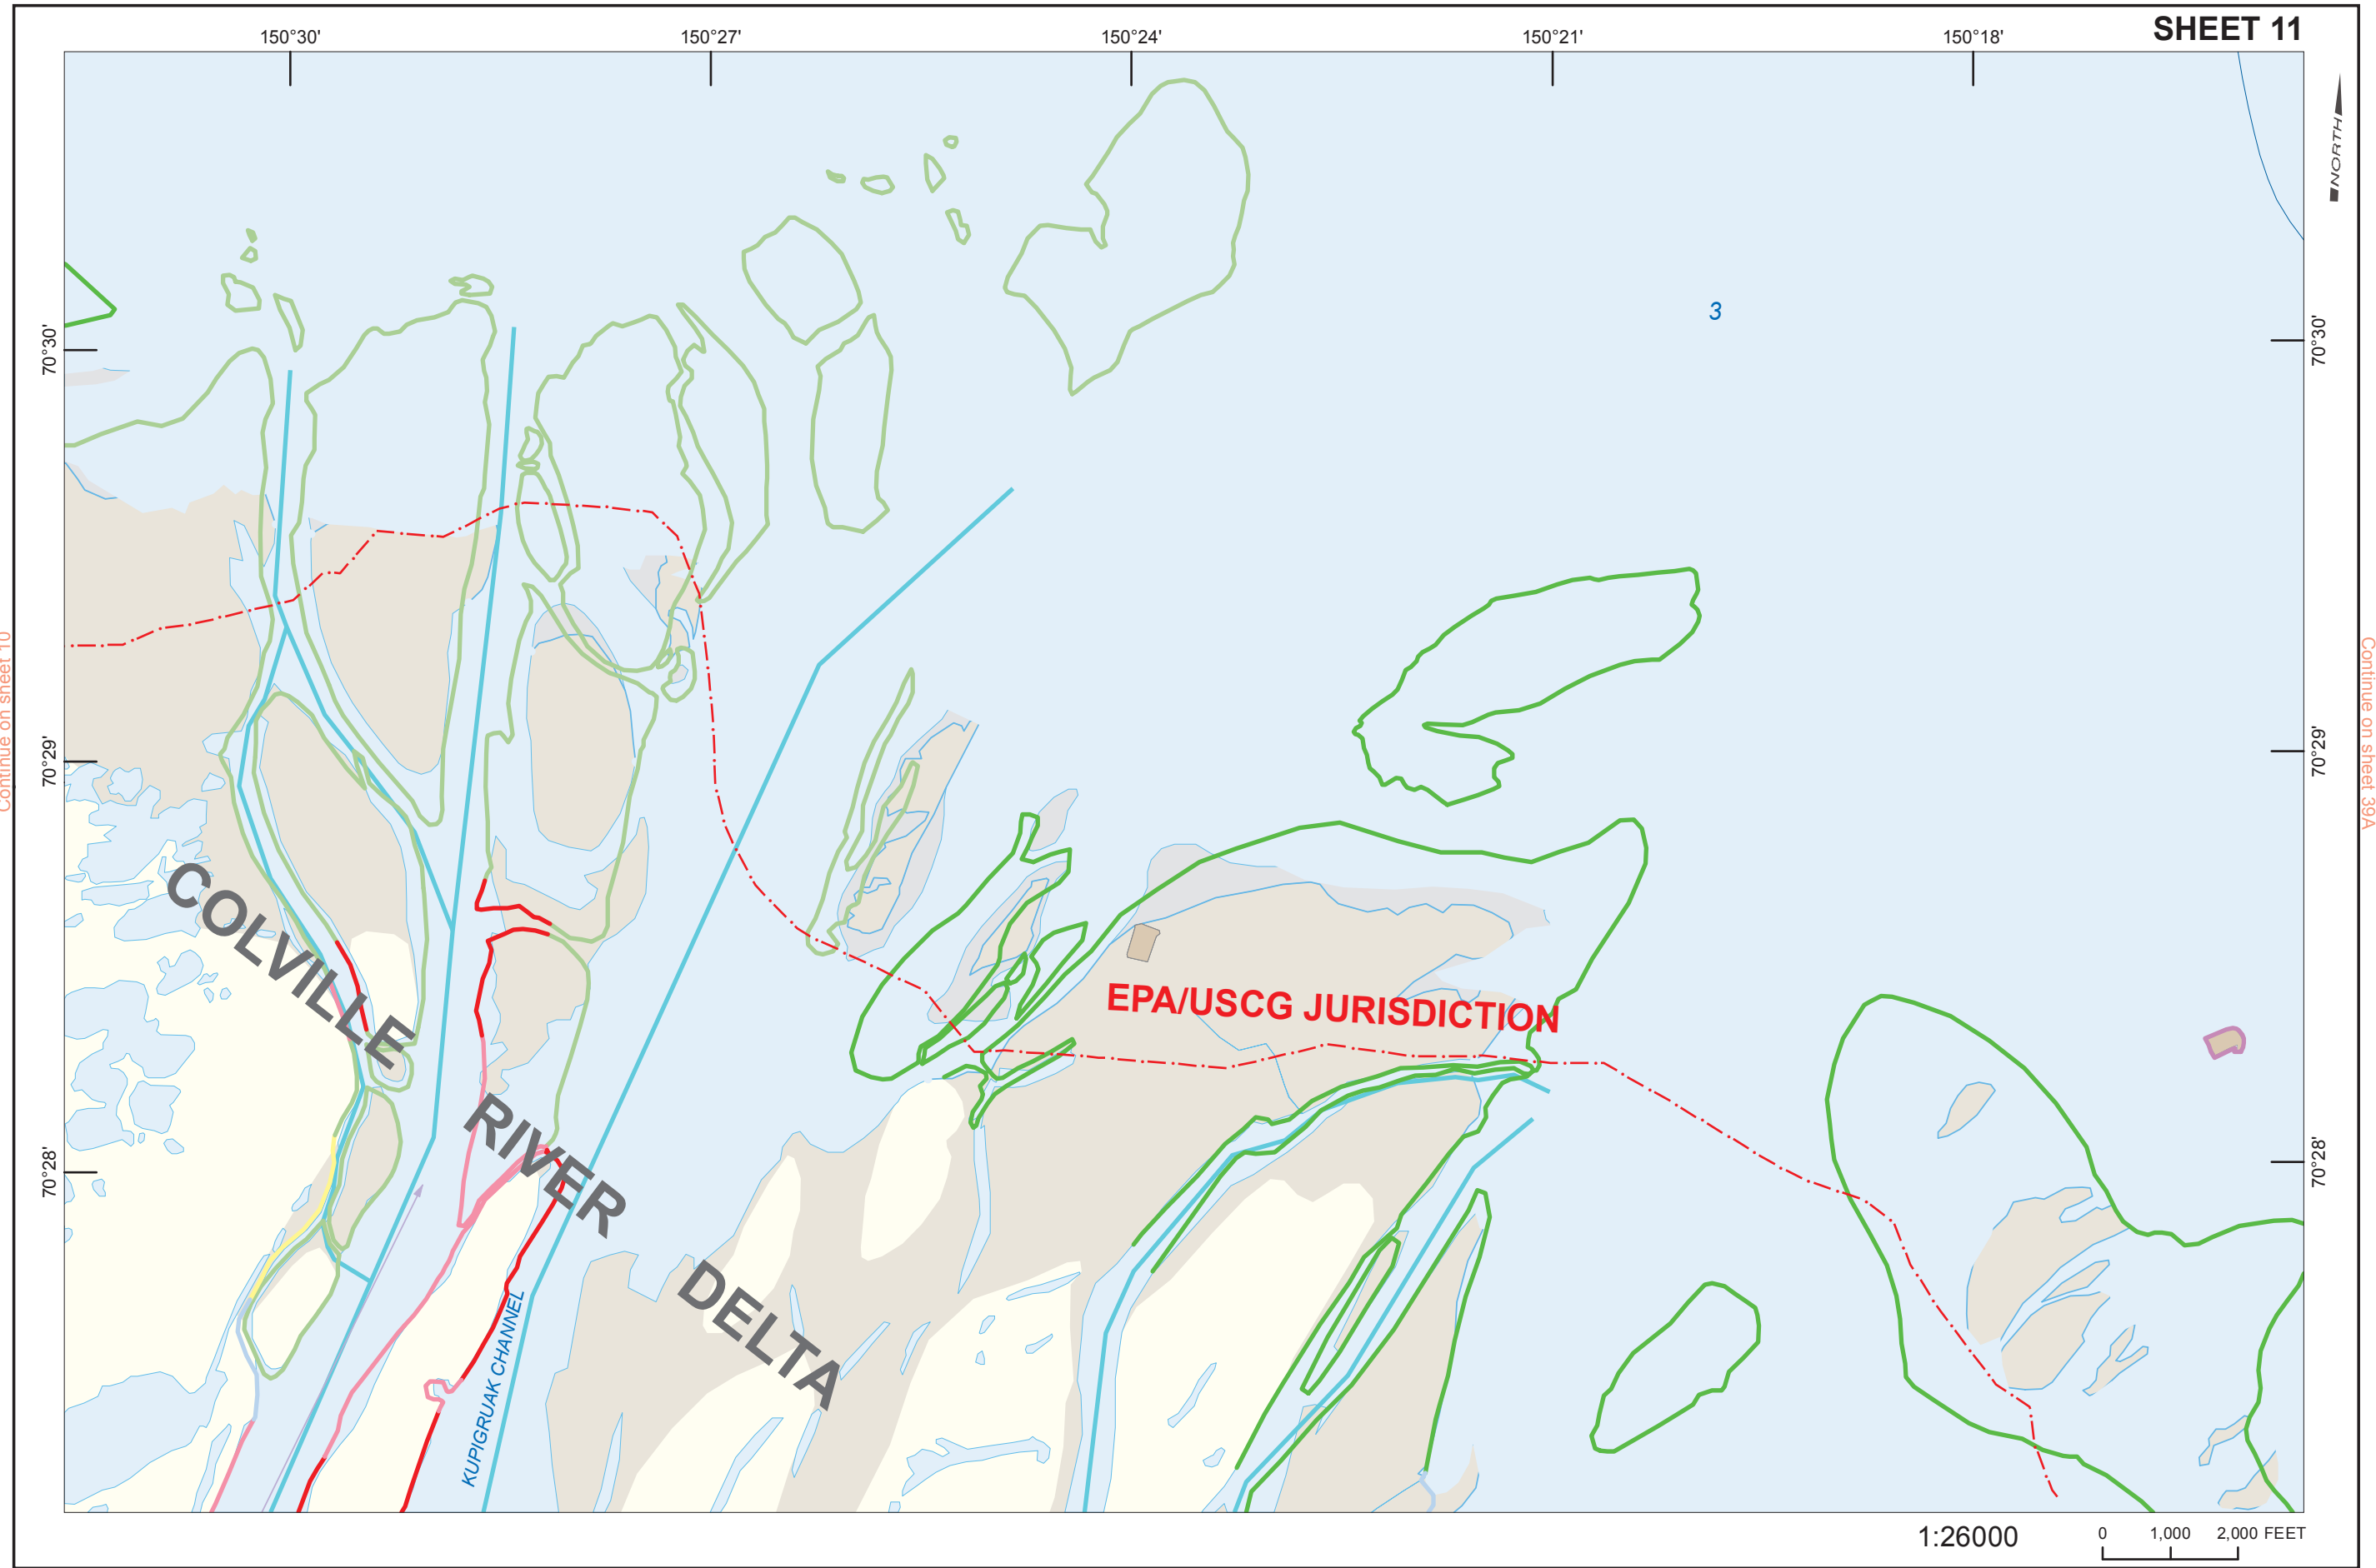 SHEET 11
150°30'
150°27'
150°24'
150°21'
150°18'
NORTH
3
70°30'
70°30'
Continue on sheet 10
Continue on sheet 39A
70°29'
70°29'
COLVILLE
RIVER
DELTA
EPA/USCG JURISDICTION
70°28'
70°28'
KUPIGRUAK CHANNEL
1:26000
0 1,000 2,000 FEET